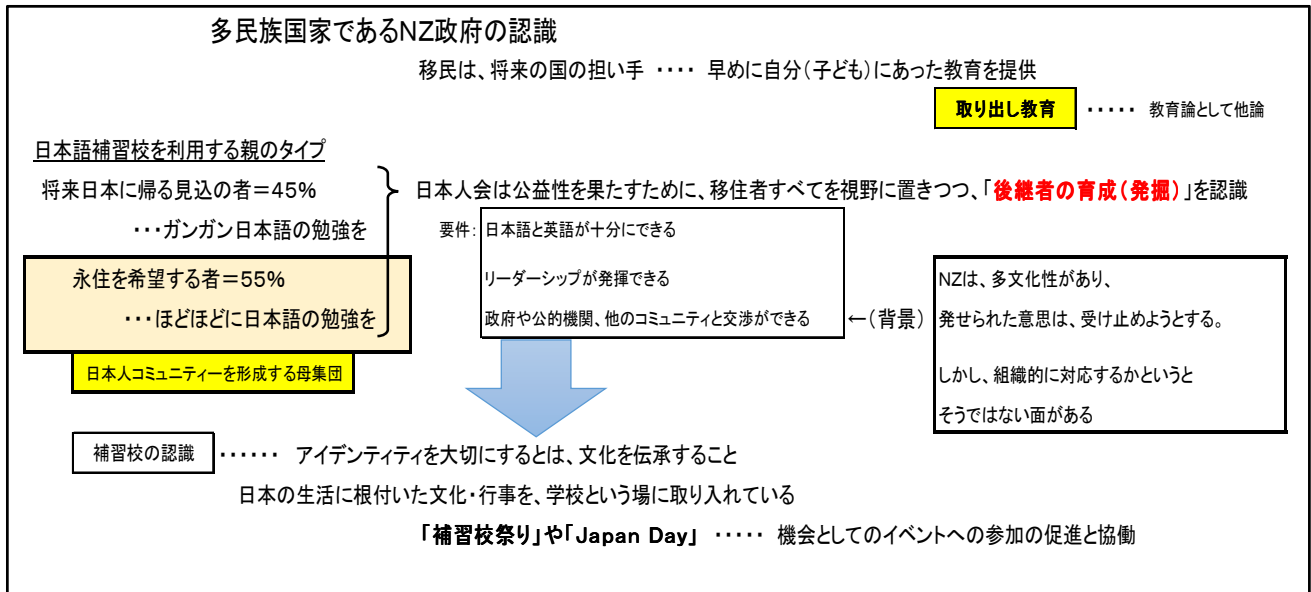 多民族国家であるNZ政府の認識
移民は、将来の国の担い手 ‥‥ 早めに自分(子ども)にあった教育を提供
取り出し教育 ‥‥‥ 教育論として他論
日本語補習校を利用する親のタイプ
将来日本に帰る見込の者=45%
・・・ガンガン日本語の勉強を
永住を希望する者=55%
・・・ほどほどに日本語の勉強を
日本人コミュニティーを形成する母集団
日本人会は公益性を果たすために、移住者すべてを視野に置きつつ、「後継者の育成(発掘)」を認識
要件: 日本語と英語が十分にできる
リーダーシップが発揮できる
政府や公的機関、他のコミュニティと交渉ができる
←(背景)
NZは、多文化性があり、
発せられた意思は、受け止めようとする。
しかし、組織的に対応するかというと
そうではない面がある
補習校の認識 ‥‥‥ アイデンティティを大切にするとは、文化を伝承すること
日本の生活に根付いた文化・行事を、学校という場に取り入れている
「補習校祭り」や「Japan Day」 ‥‥‥ 機会としてのイベントへの参加の促進と協働